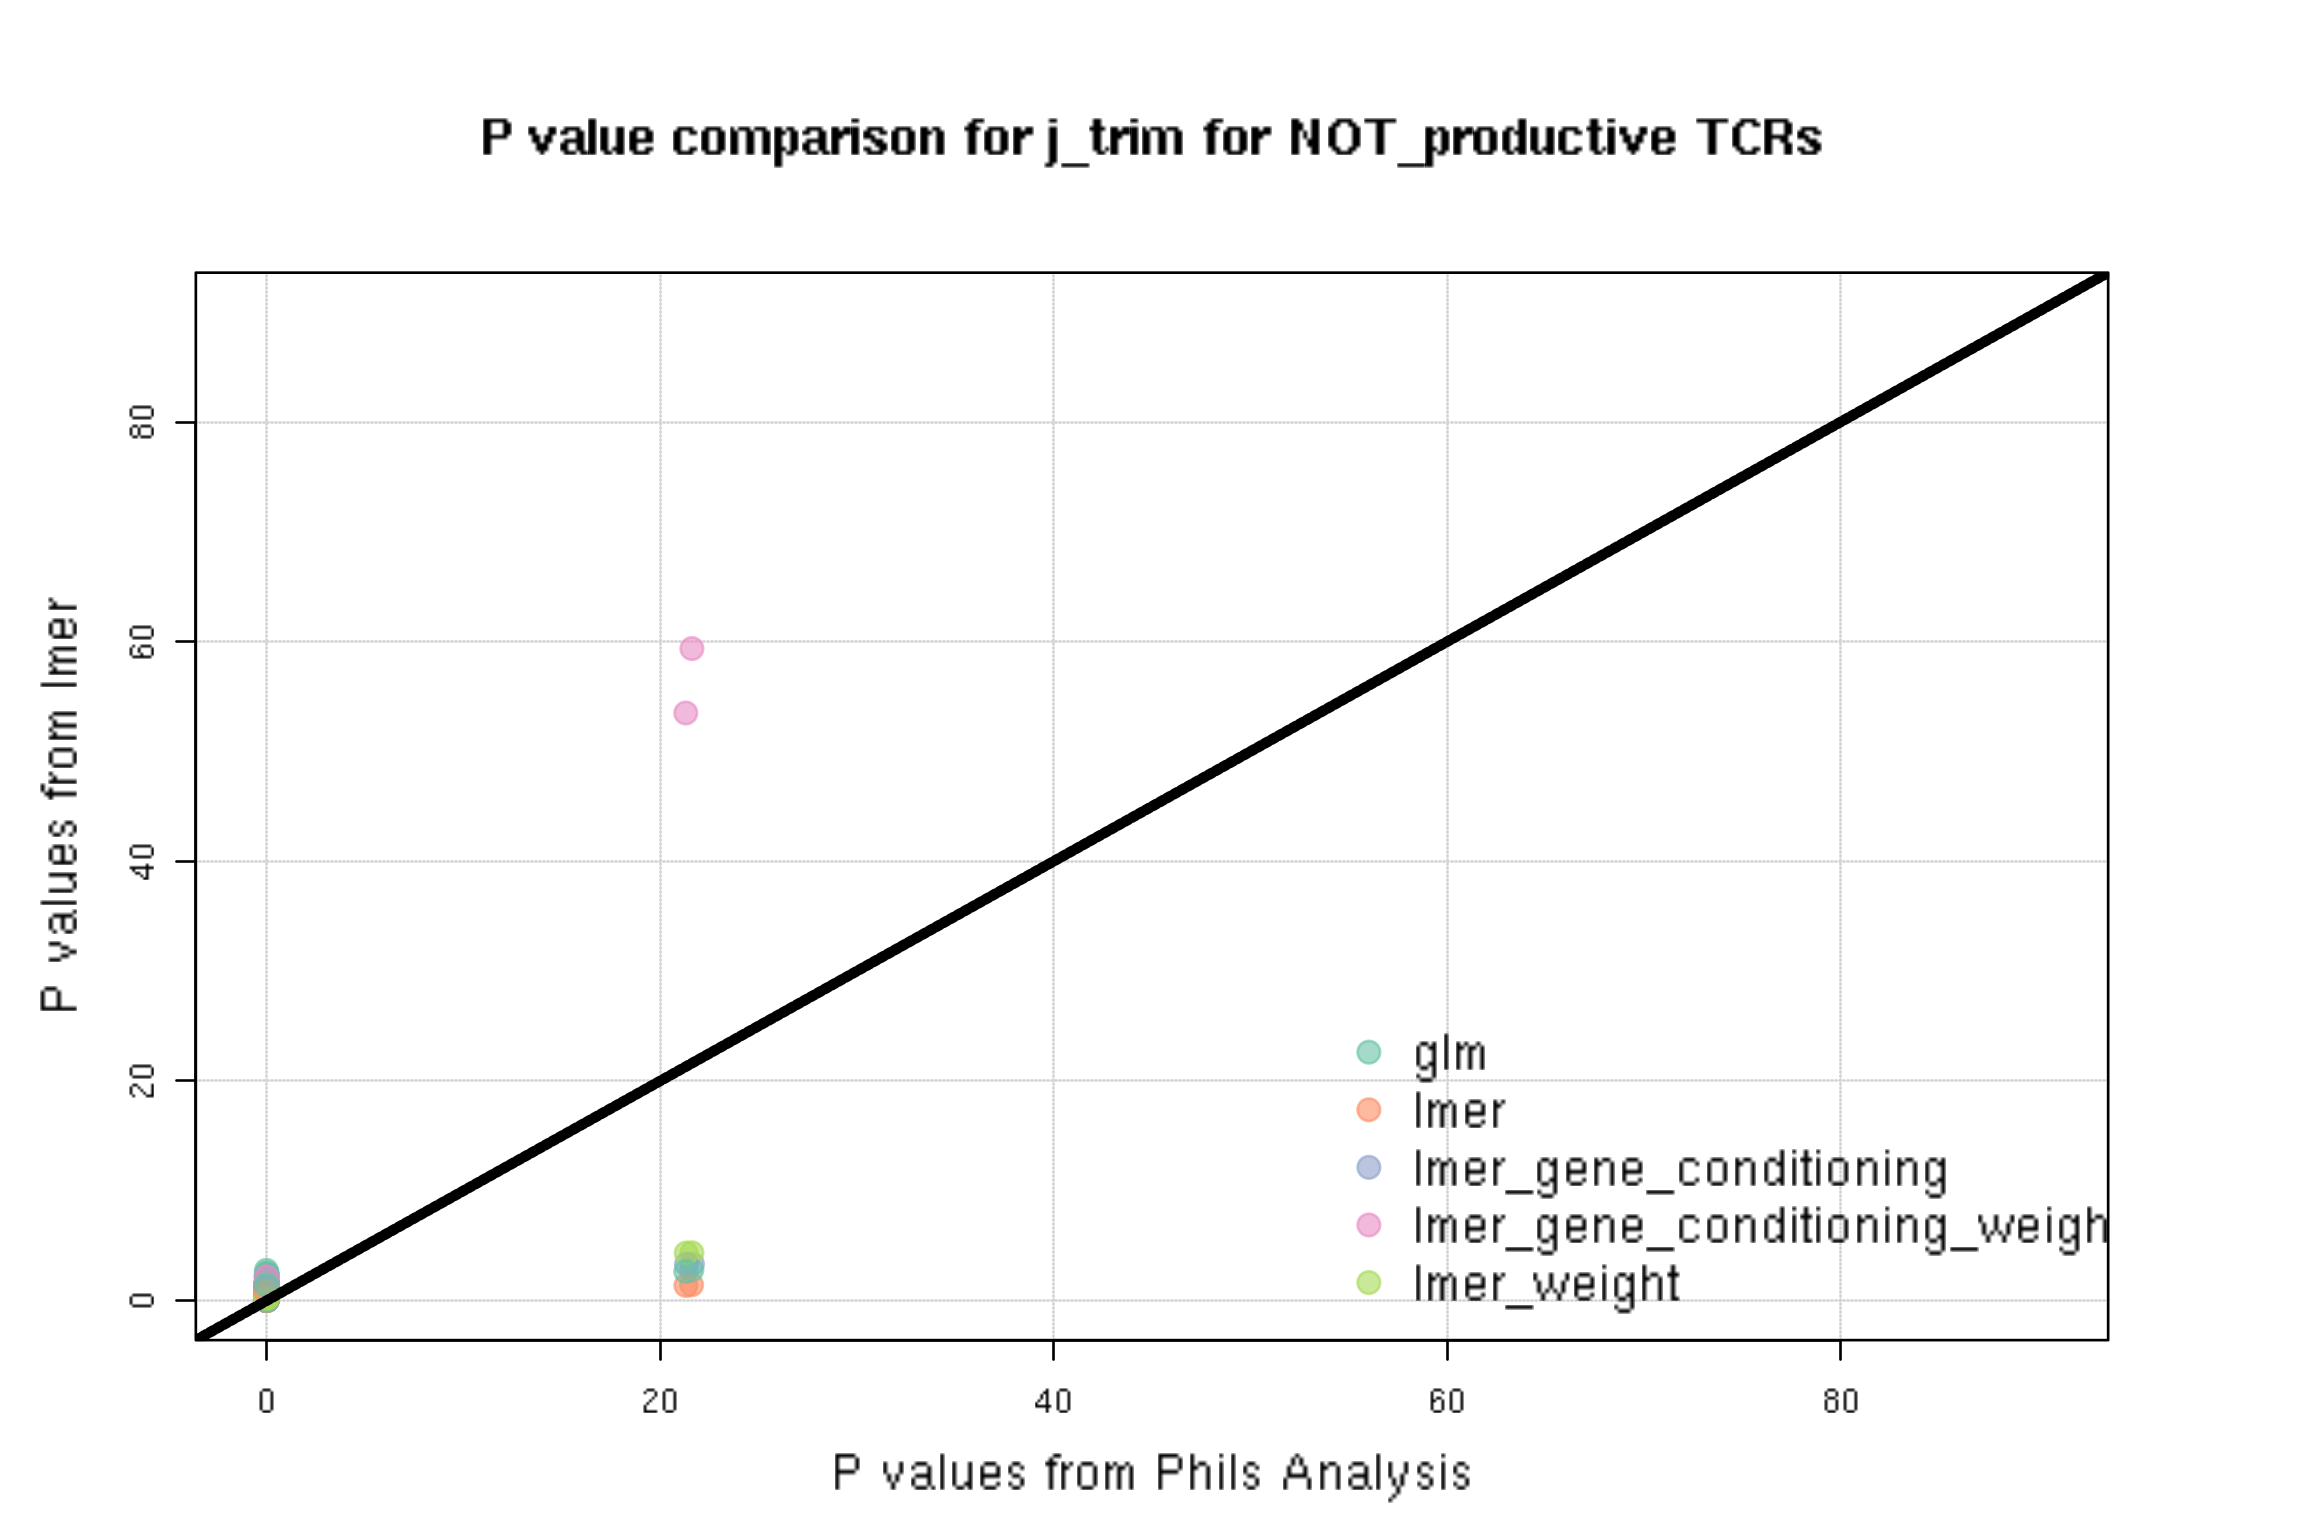 P value comparison for j_trim for NOT_productive TCRs
P values from lmer
80
60
40
20
0
glm
lmer
lmer_gene_conditioning
lmer_gene_conditioning_weigh
lmer_weight
0 20 40 60 80
P values from Phils Analysis